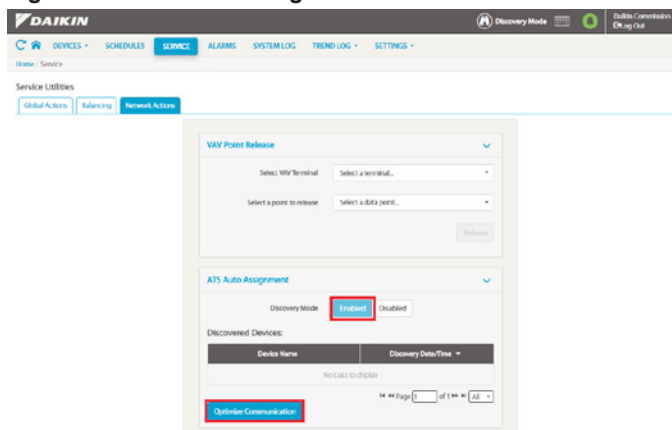 DAIKIN
Discovery Mode
Daikin Commission
Log Out
DEVICES SCHEDULES SERVICE ALARMS SYSTEM LOG TREND LOG SETTINGS
Home / Service
Service Utilities
Global Actions Balancing Network Actions
VAV Point Release
Select VAV Terminal Select a terminal...
Select a point to release Select a data point...
Release
ATS Auto Assignment
Discovery Mode Enabled Disabled
Discovered Devices:
Device Name Discovery Date/Time
No data to display
Page 1 of 1 All
Optimize Communication